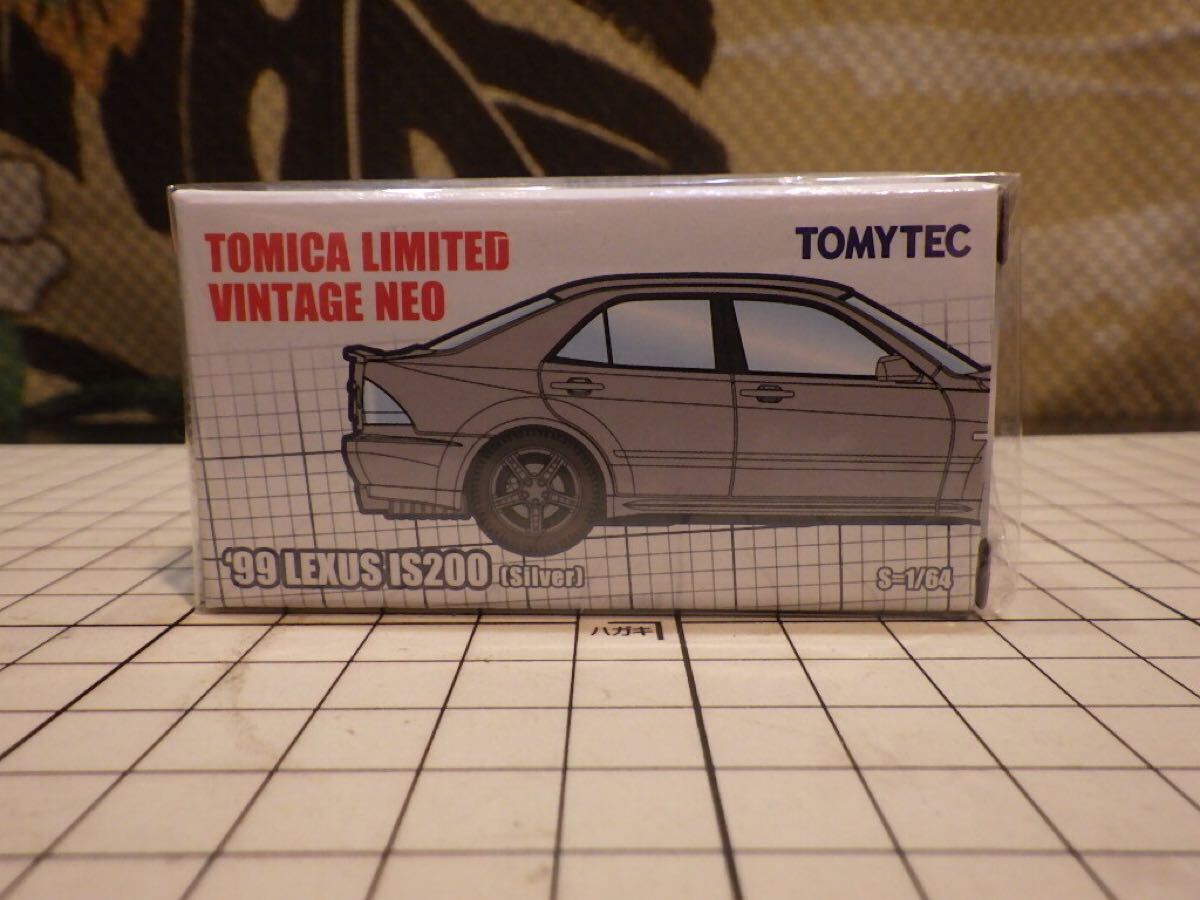 TOMICA LIMITED
VINTAGE NEO
TOMYTEC
'99 LEXUS IS200 (Silver)
S=1/64
ハガキ